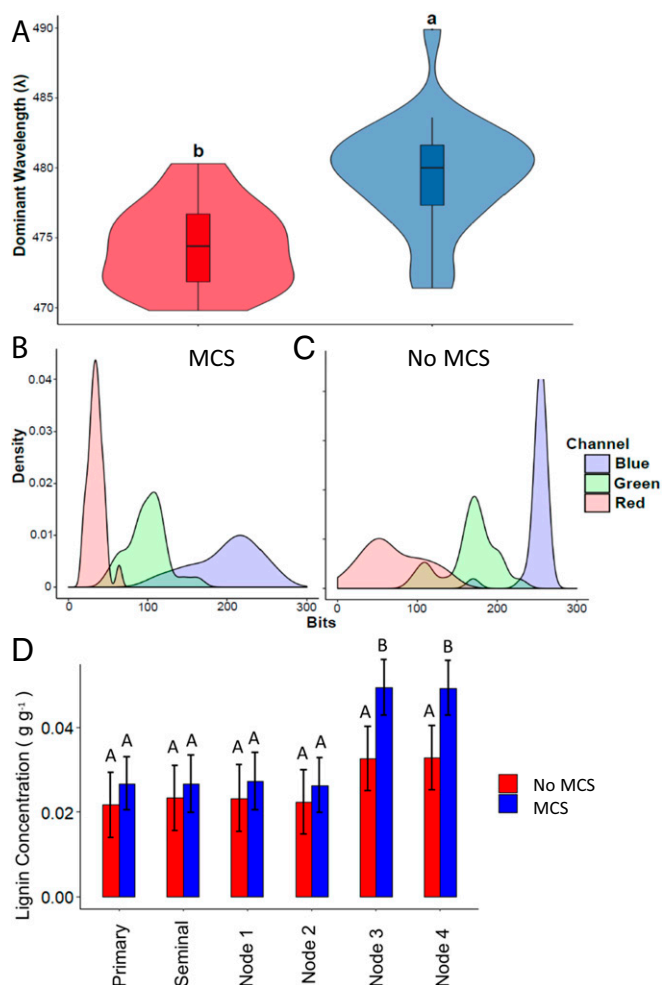 A
Dominant Wavelength (λ)
490
485
480
475
470
b
a
B
MCS
C
No MCS
Density
0.04
0.03
0.02
0.01
0
0
100
200
300
0
100
200
300
Bits
Channel
Blue
Green
Red
D
Lignin Concentration ( g g⁻¹ )
0.04
0.02
0.00
A A A A A A A A A B A B
No MCS
MCS
Primary
Seminal
Node 1
Node 2
Node 3
Node 4